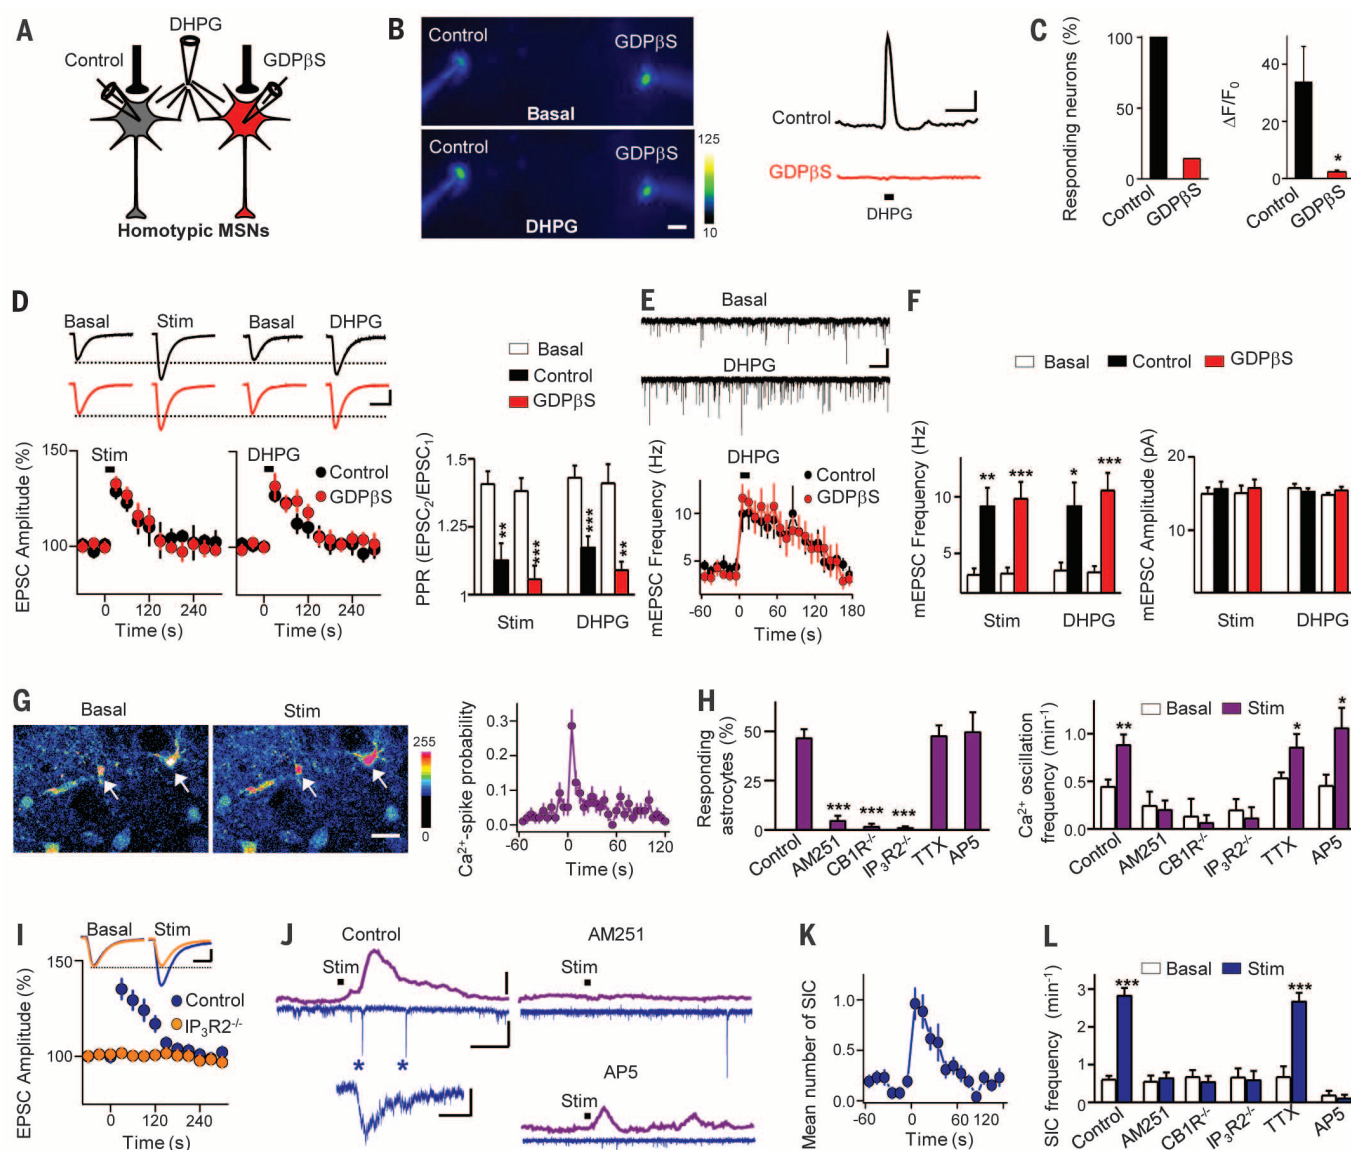 A
DHPG
Control
GDPβS
Homotypic MSNs
B
Control
GDPβS
Basal
Control
GDPβS
DHPG
125
10
Control
GDPβS
DHPG
C
Responding neurons (%)
100
50
0
Control
GDPβS
ΔF/F0
40
20
0
*
Control
GDPβS
D
Basal
Stim
Basal
DHPG
EPSC Amplitude (%)
150
100
Stim
DHPG
Control
GDPβS
0 120 240
0 120 240
Time (s)
Time (s)
Basal
Control
GDPβS
PPR (EPSC2/EPSC1)
1.5
1.25
1
**
***
***
**
Stim
DHPG
E
Basal
DHPG
mEPSC Frequency (Hz)
10
5
DHPG
Control
GDPβS
-60 0 60 120 180
Time (s)
F
Basal
Control
GDPβS
mEPSC Frequency (Hz)
10
5
** ***
* ***
Stim
DHPG
mEPSC Amplitude (pA)
20
10
Stim
DHPG
G
Basal
Stim
255
0
Ca2+-spike probability
0.3
0.2
0.1
0.0
-60 0 60 120
Time (s)
H
Responding astrocytes (%)
50
25
0
*** *** ***
Control
AM251
CB1R-/-
IP3R2-/-
TTX
AP5
Ca2+ oscillation frequency (min-1)
1.0
0.5
0.0
Basal
Stim
** * *
Control
AM251
CB1R-/-
IP3R2-/-
TTX
AP5
I
Basal
Stim
EPSC Amplitude (%)
150
100
Control
IP3R2-/-
0 120 240
Time (s)
J
Control
Stim
* *
AM251
Stim
AP5
Stim
K
Mean number of SIC
1.0
0.5
0.0
-60 0 60 120
Time (s)
L
Basal
Stim
SIC frequency (min-1)
3
2
1
0
*** ***
Control
AM251
CB1R-/-
IP3R2-/-
TTX
AP5